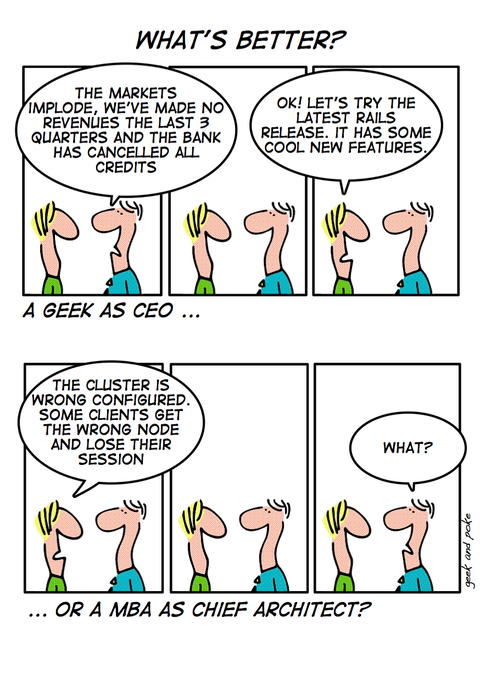 WHAT'S BETTER?
THE MARKETS
IMPLODE, WE'VE MADE NO
REVENUES THE LAST 3
QUARTERS AND THE BANK
HAS CANCELLED ALL
CREDITS
OK! LET'S TRY THE
LATEST RAILS
RELEASE. IT HAS SOME
COOL NEW FEATURES.
A GEEK AS CEO ...
THE CLUSTER IS
WRONG CONFIGURED.
SOME CLIENTS GET
THE WRONG NODE
AND LOSE THEIR
SESSION
WHAT?
geek and poke
... OR A MBA AS CHIEF ARCHITECT?